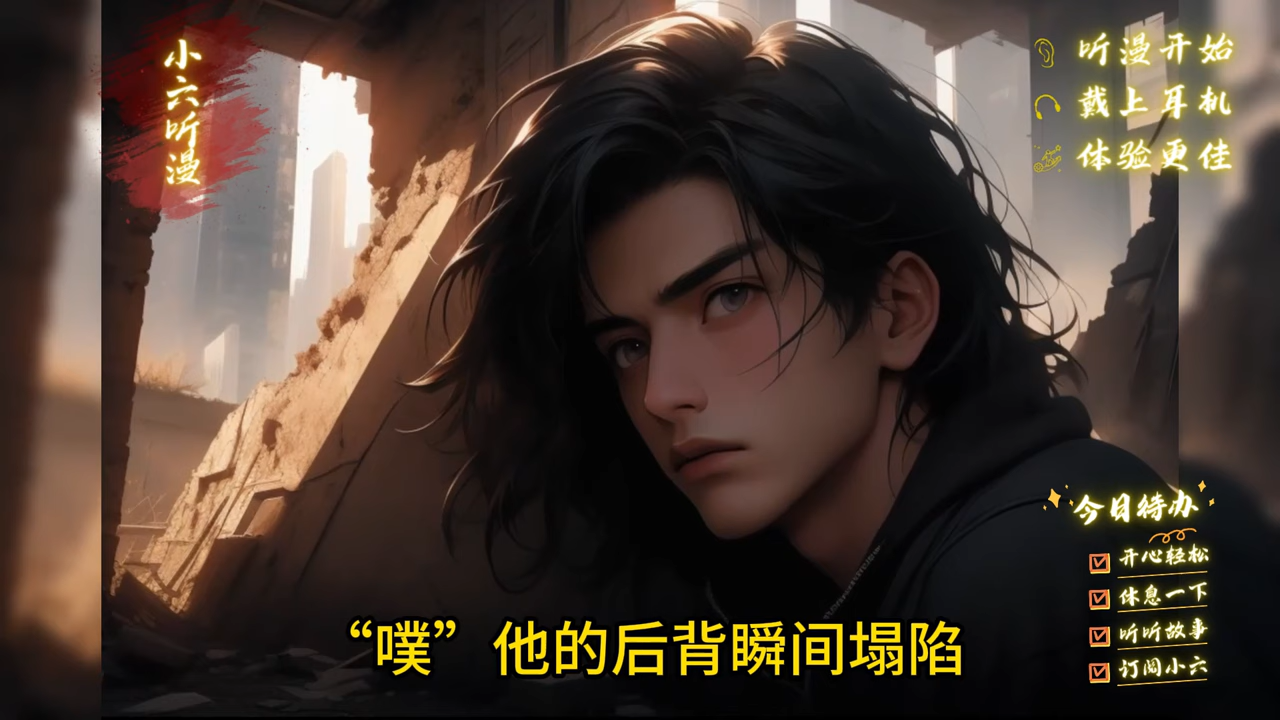 小六听漫
听漫开始
戴上耳机
体验更佳
今日待办
开心轻松
休息一下
听听故事
订阅小六
“噗”他的后背瞬间塌陷